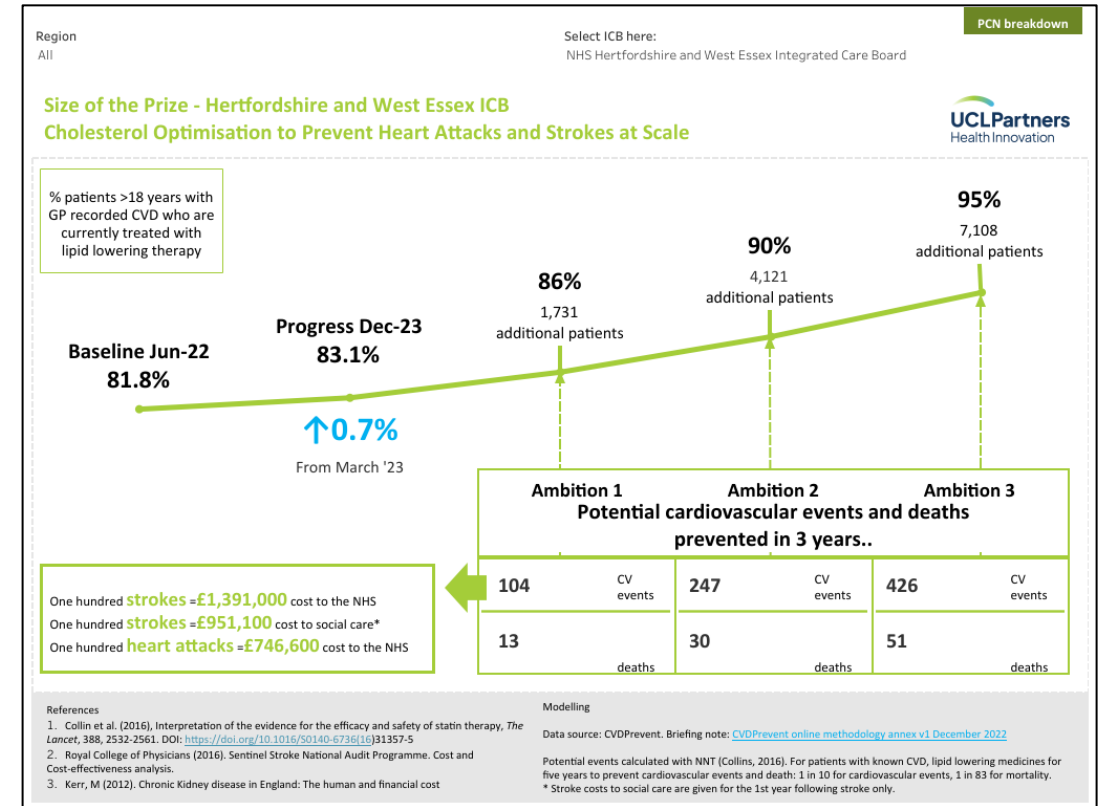 PCN breakdown
Region
All
Select ICB here:
NHS Hertfordshire and West Essex Integrated Care Board
Size of the Prize - Hertfordshire and West Essex ICB
Cholesterol Optimisation to Prevent Heart Attacks and Strokes at Scale
UCLPartners
Health Innovation
% patients >18 years with
GP recorded CVD who are
currently treated with
lipid lowering therapy
Baseline Jun-22
81.8%
Progress Dec-23
83.1%
↑0.7%
From March '23
86%
1,731
additional patients
90%
4,121
additional patients
95%
7,108
additional patients
Ambition 1
Ambition 2
Ambition 3
Potential cardiovascular events and deaths
prevented in 3 years..
104
CV
events
247
CV
events
426
CV
events
13
deaths
30
deaths
51
deaths
One hundred strokes =£1,391,000 cost to the NHS
One hundred strokes =£951,100 cost to social care*
One hundred heart attacks =£746,600 cost to the NHS
References
1. Collin et al. (2016), Interpretation of the evidence for the efficacy and safety of statin therapy, The
Lancet, 388, 2532-2561. DOI: https://doi.org/10.1016/S0140-6736(16)31357-5
2. Royal College of Physicians (2016). Sentinel Stroke National Audit Programme. Cost and
Cost-effectiveness analysis.
3. Kerr, M (2012). Chronic Kidney disease in England: The human and financial cost
Modelling
Data source: CVDPrevent. Briefing note: CVDPrevent online methodology annex v1 December 2022
Potential events calculated with NNT (Collins, 2016). For patients with known CVD, lipid lowering medicines for
five years to prevent cardiovascular events and death: 1 in 10 for cardiovascular events, 1 in 83 for mortality.
* Stroke costs to social care are given for the 1st year following stroke only.